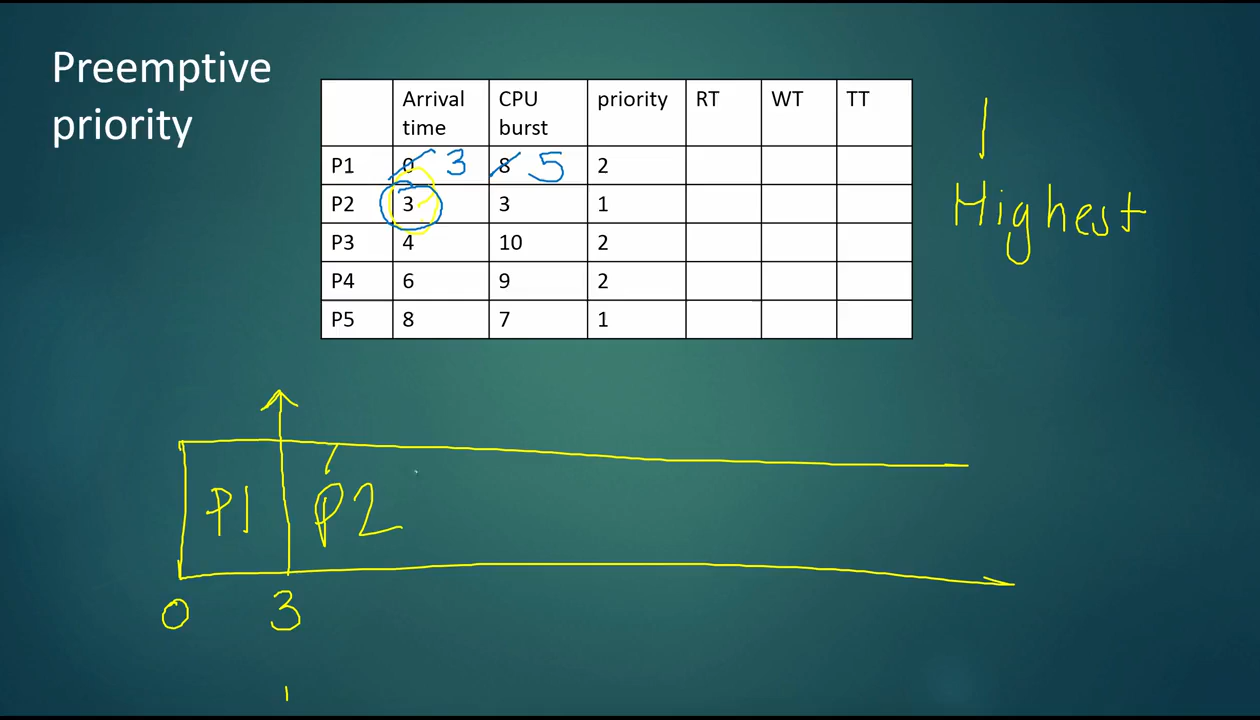 Preemptive
priority
Arrival time CPU burst priority RT WT TT
P1 0 3 8 5 2
P2 3 3 1
P3 4 10 2
P4 6 9 2
P5 8 7 1
1
Highest
P1 P2
0 3